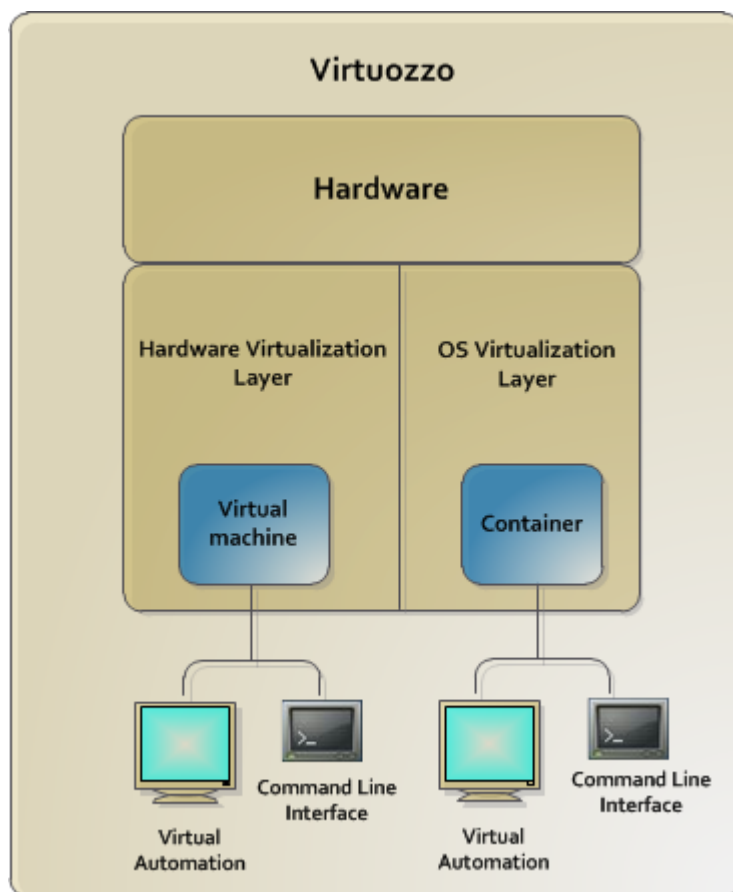 Virtuozzo
Hardware
Hardware Virtualization
Layer
OS Virtualization
Layer
Virtual
machine
Container
>_
>_
Command Line
Interface
Command Line
Interface
Virtual
Automation
Virtual
Automation